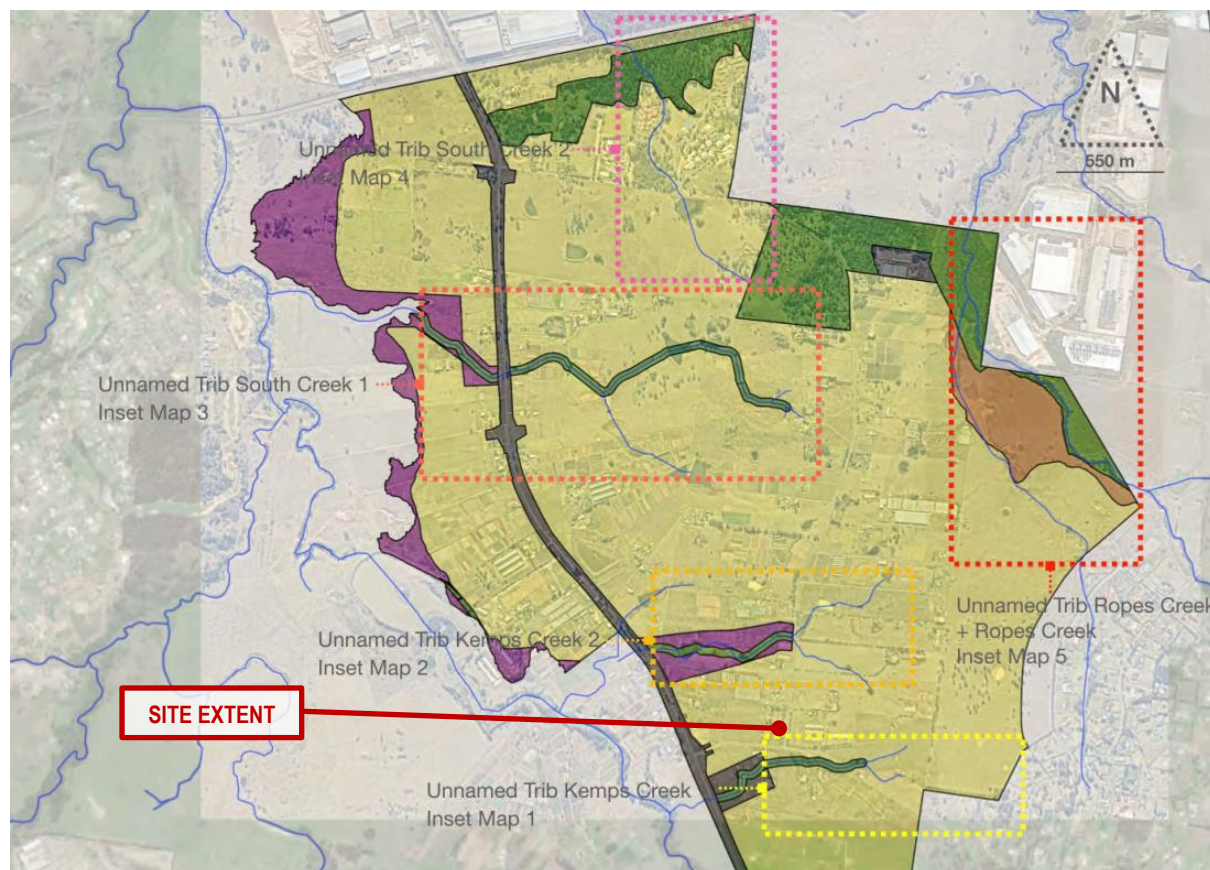 N
550 m
Unnamed Trib South Creek 2
Inset Map 4
Unnamed Trib South Creek 1
Inset Map 3
Unnamed Trib Ropes Creek
+ Ropes Creek
Inset Map 5
Unnamed Trib Kemps Creek 2
Inset Map 2
SITE EXTENT
Unnamed Trib Kemps Creek
Inset Map 1